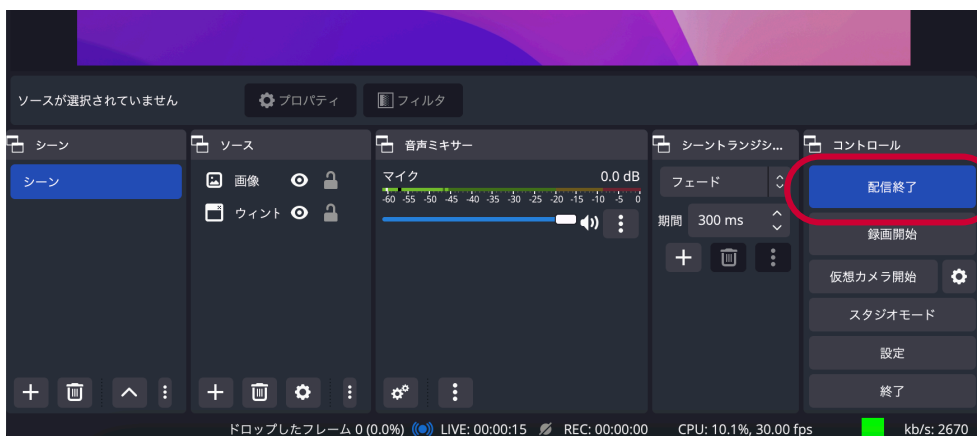 ソースが選択されていません
プロパティ
フィルタ
シーン
シーン
ソース
画像
ウィント
音声ミキサー
マイク
0.0 dB
-60 -55 -50 -45 -40 -35 -30 -25 -20 -15 -10 -5 0
シーントランジシ...
フェード
期間 300 ms
コントロール
配信終了
録画開始
仮想カメラ開始
スタジオモード
設定
終了
ドロップしたフレーム 0 (0.0%) LIVE: 00:00:15 REC: 00:00:00 CPU: 10.1%, 30.00 fps kb/s: 2670